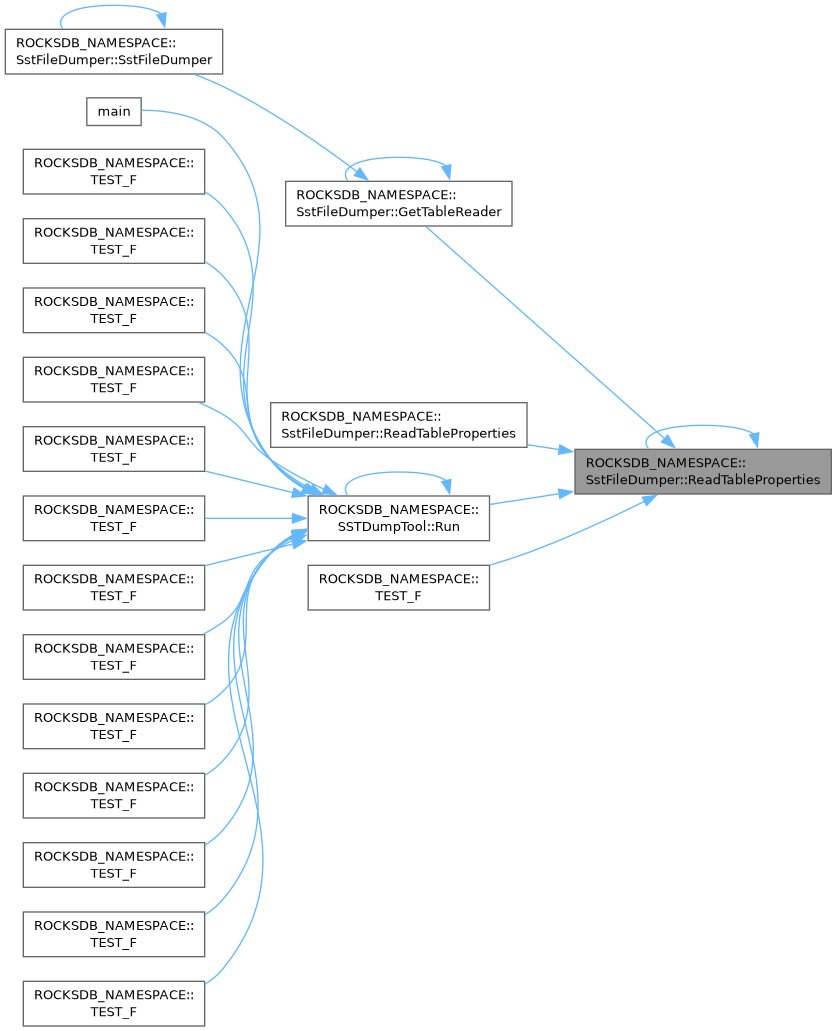 ROCKSDB_NAMESPACE::
SstFileDumper::SstFileDumper
main
ROCKSDB_NAMESPACE::
TEST_F
ROCKSDB_NAMESPACE::
SstFileDumper::GetTableReader
ROCKSDB_NAMESPACE::
TEST_F
ROCKSDB_NAMESPACE::
TEST_F
ROCKSDB_NAMESPACE::
TEST_F
ROCKSDB_NAMESPACE::
SstFileDumper::ReadTableProperties
ROCKSDB_NAMESPACE::
TEST_F
ROCKSDB_NAMESPACE::
SstFileDumper::ReadTableProperties
ROCKSDB_NAMESPACE::
TEST_F
ROCKSDB_NAMESPACE::
SSTDumpTool::Run
ROCKSDB_NAMESPACE::
TEST_F
ROCKSDB_NAMESPACE::
TEST_F
ROCKSDB_NAMESPACE::
TEST_F
ROCKSDB_NAMESPACE::
TEST_F
ROCKSDB_NAMESPACE::
TEST_F
ROCKSDB_NAMESPACE::
TEST_F
ROCKSDB_NAMESPACE::
TEST_F
ROCKSDB_NAMESPACE::
TEST_F